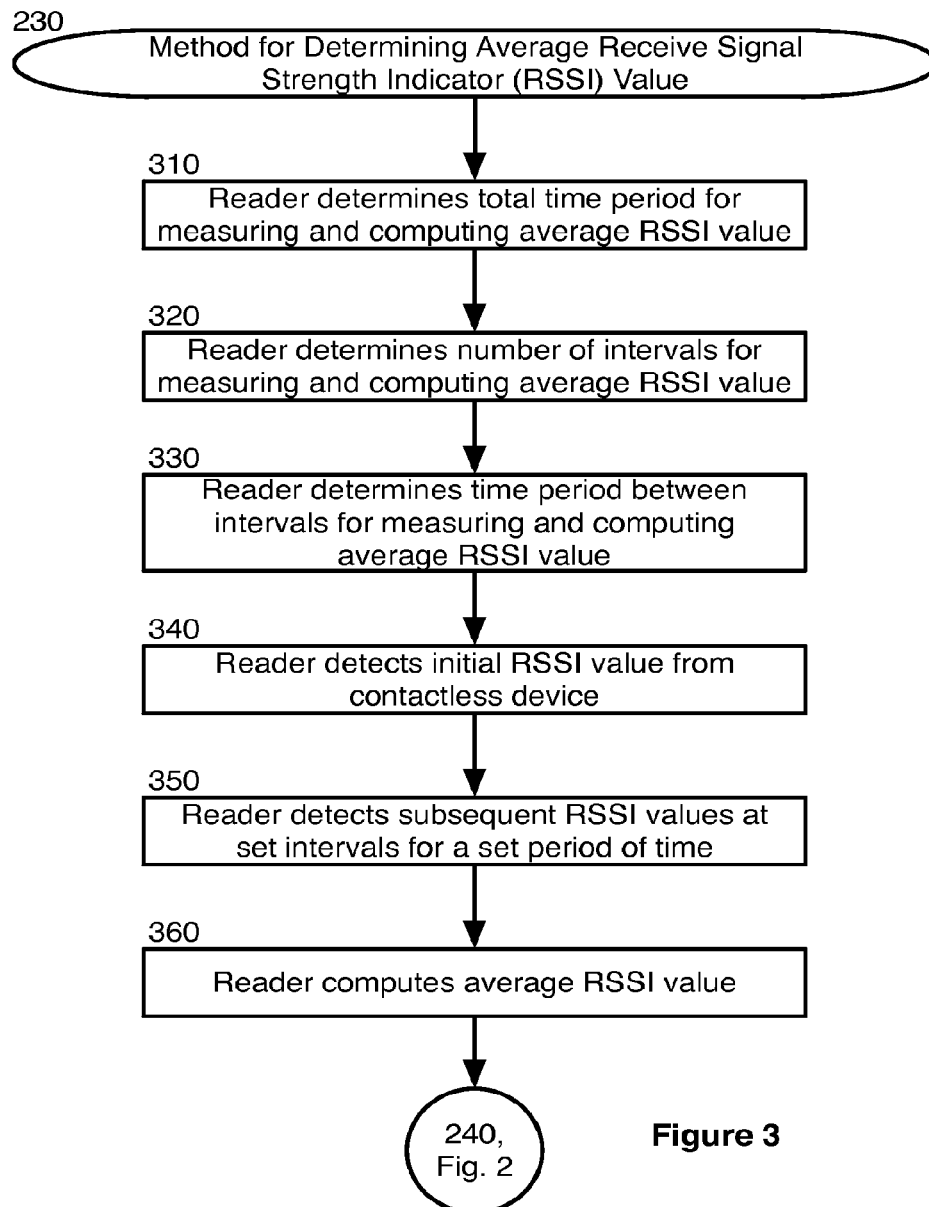 230
Method for Determining Average Receive Signal
Strength Indicator (RSSI) Value
310
Reader determines total time period for
measuring and computing average RSSI value
320
Reader determines number of intervals for
measuring and computing average RSSI value
330
Reader determines time period between
intervals for measuring and computing
average RSSI value
340
Reader detects initial RSSI value from
contactless device
350
Reader detects subsequent RSSI values at
set intervals for a set period of time
360
Reader computes average RSSI value
240,
Fig. 2
Figure 3